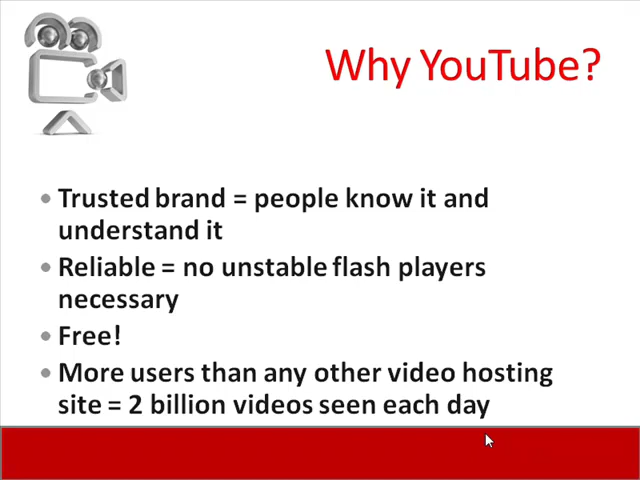 Why YouTube?
Trusted brand = people know it and
understand it
Reliable = no unstable flash players
necessary
Free!
More users than any other video hosting
site = 2 billion videos seen each day